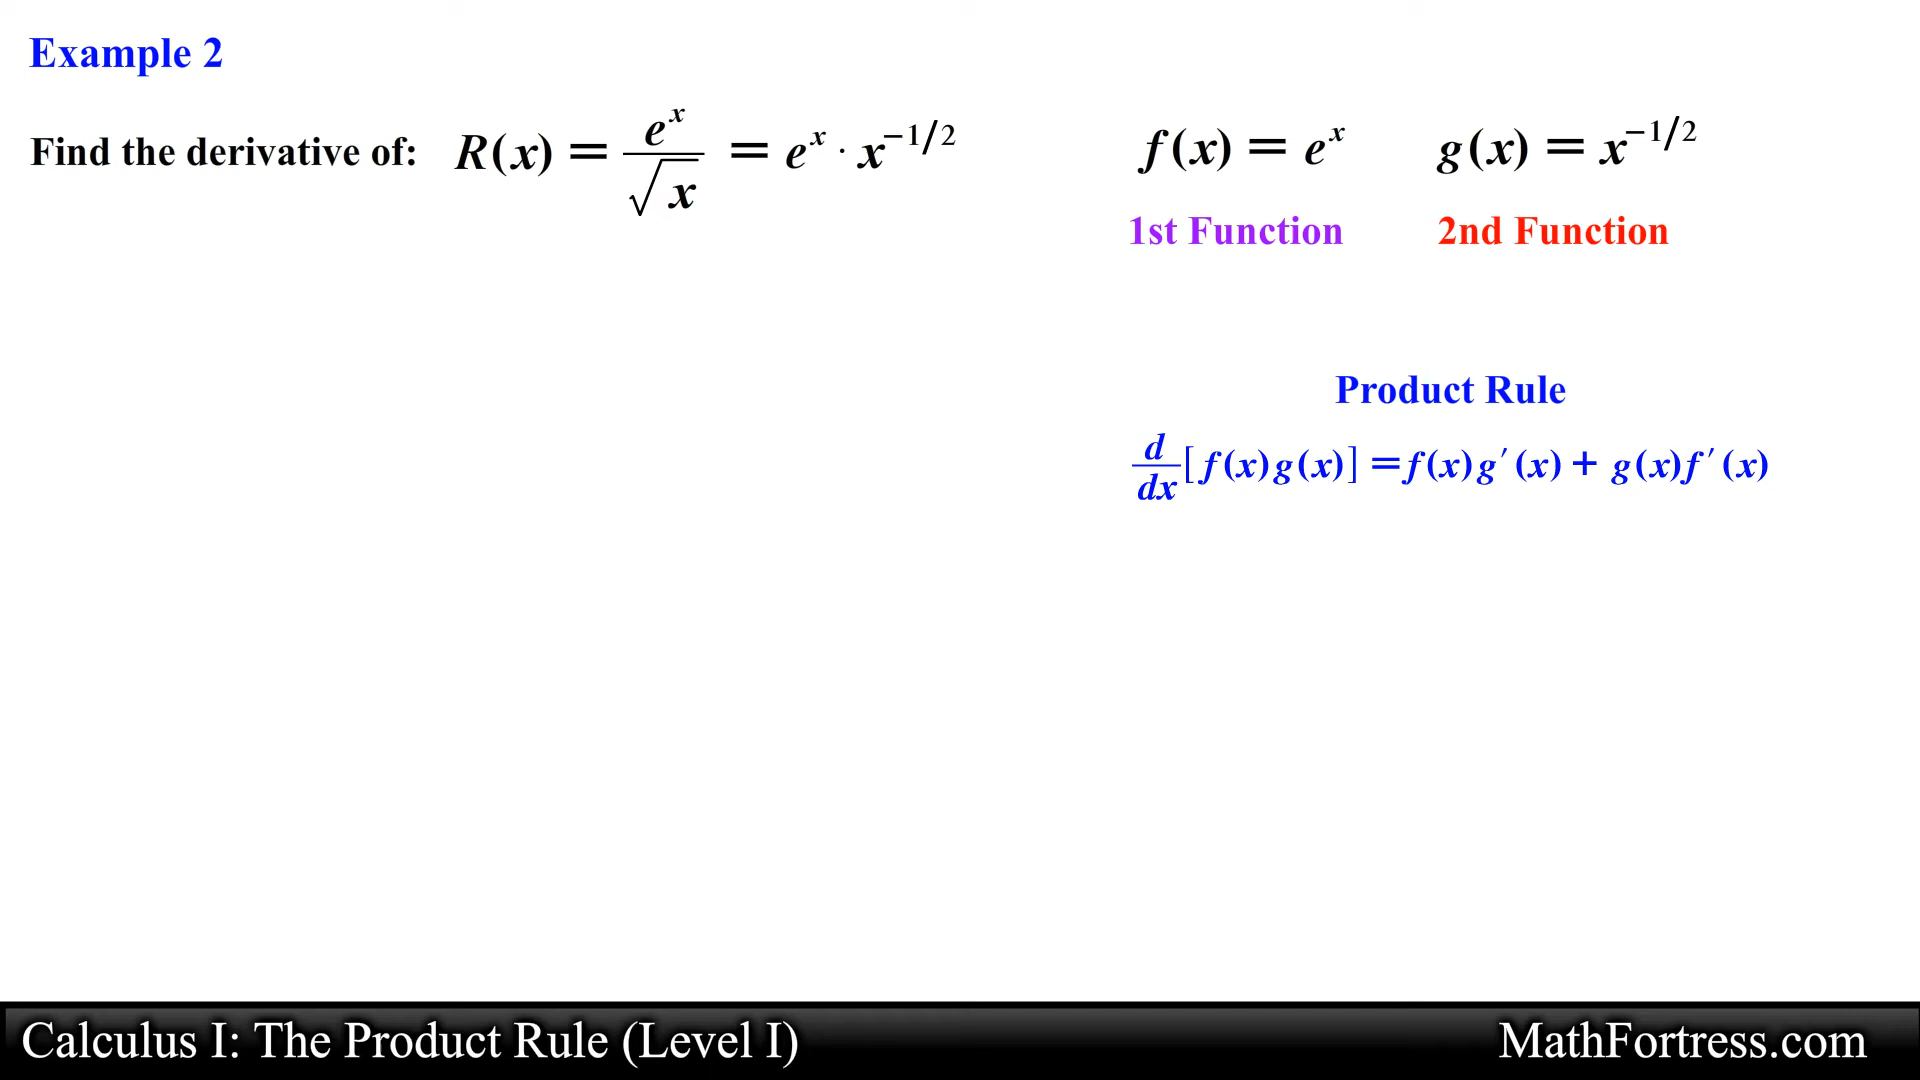 Example 2
Find the derivative of: R(x) = e^x / √x = e^x · x^{-1/2}
f(x) = e^x g(x) = x^{-1/2}
1st Function 2nd Function
Product Rule
d/dx [f(x)g(x)] = f(x)g′(x) + g(x)f′(x)
Calculus I: The Product Rule (Level I) MathFortress.com